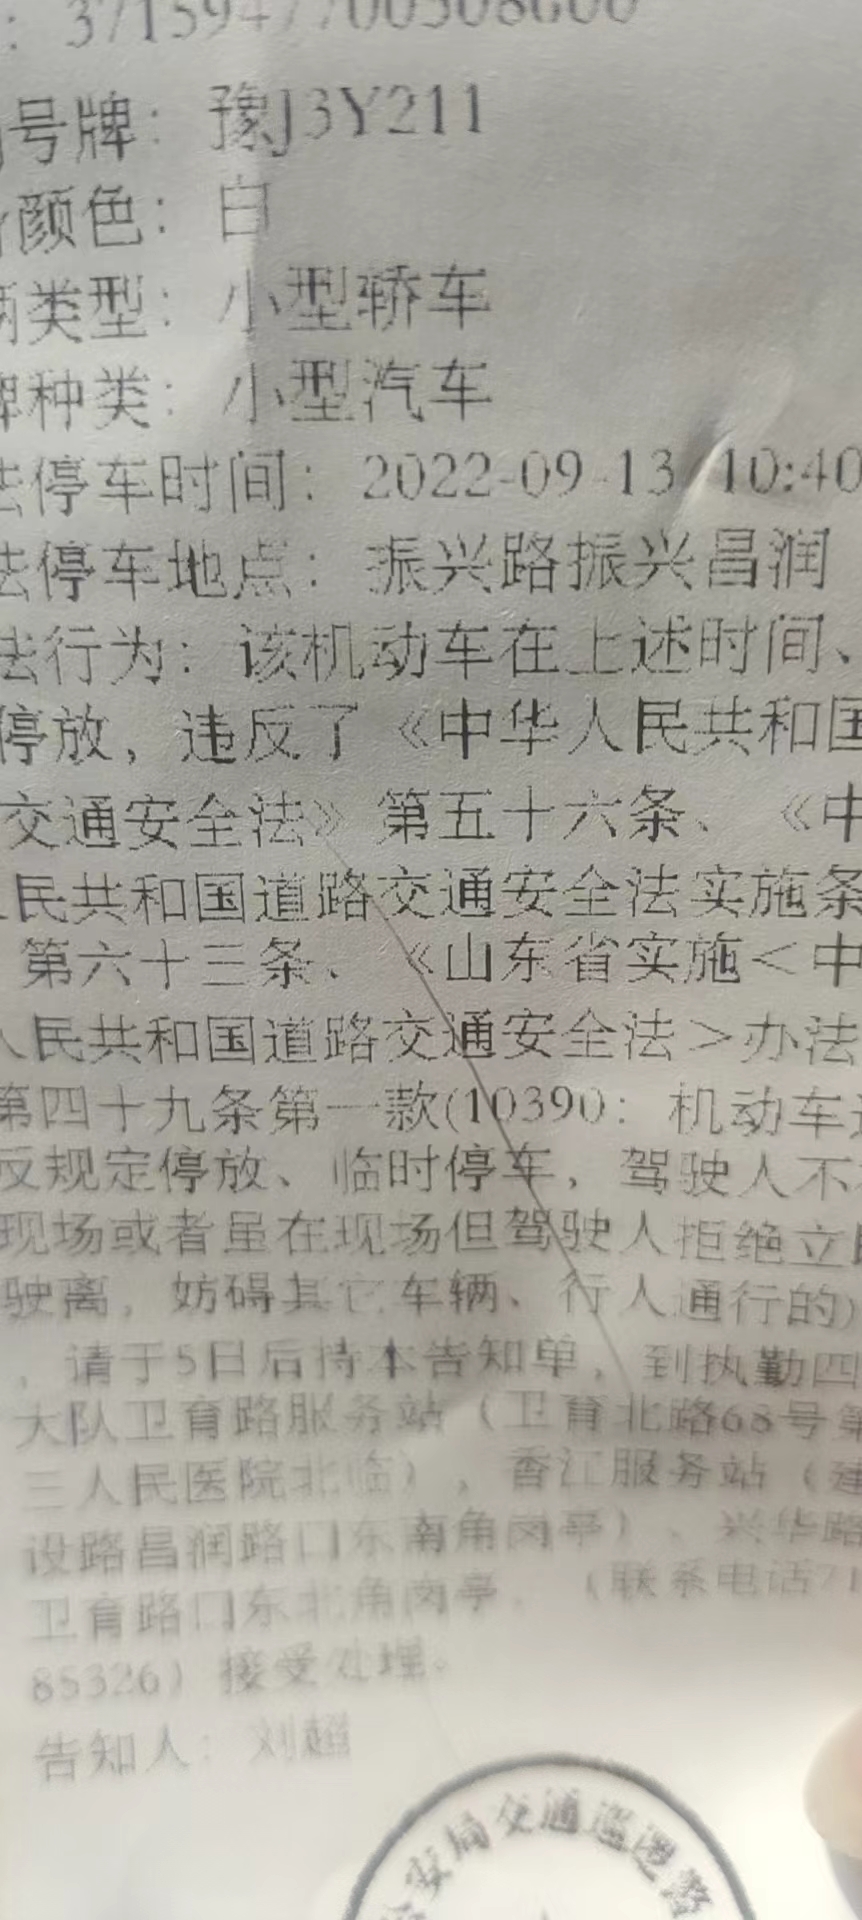 号牌：豫J3Y211
颜色：白
类型：小型轿车
种类：小型汽车
停车时间：2022-09-13 10:40
法停车地点：振兴路振兴昌润
法行为：该机动车在上述时间、
停放，违反了《中华人民共和国
交通安全法》第五十六条、《中
人民共和国道路交通安全法实施条
第六十三条、《山东省实施<中
人民共和国道路交通安全法>办法
第四十九条第一款(10390：机动车
反规定停放、临时停车，驾驶人不
现场或者虽在现场但驾驶人拒绝立
驶离，妨碍其它车辆、行人通行的)
，请于5日后持本告知单，到执勤四
大队卫育路服务站（卫育北路68号第
三人民医院北临），香江服务站（建
设路昌润路口东南角岗亭）、兴华路
卫育路口东北角岗亭，（联系电话71
85326）接受处理。
告知人：刘超
安局交通巡逻警